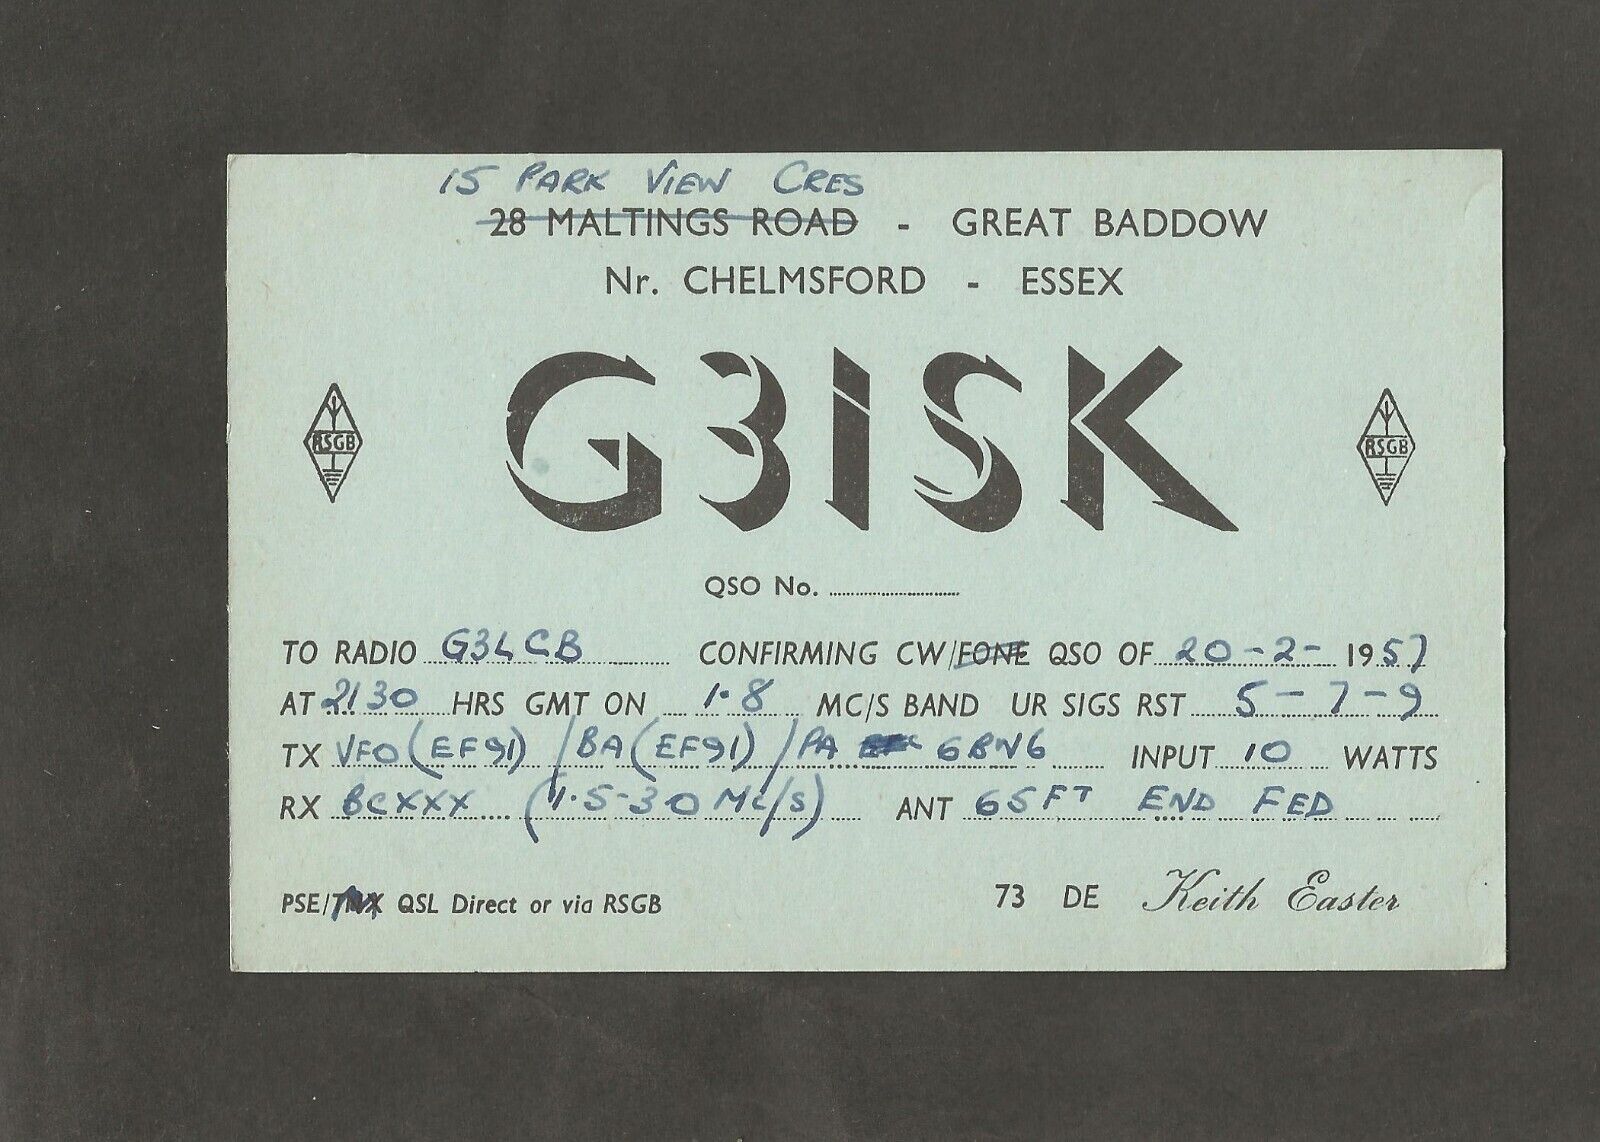 15 PARK VIEW CRES
28 MALTINGS ROAD - GREAT BADDOW
Nr. CHELMSFORD - ESSEX
G3ISK
RSGB
RSGB
QSO No.
TO RADIO G3LCB CONFIRMING CW/FONE QSO OF 20-2-1957
AT 2130 HRS GMT ON 1.8 MC/S BAND UR SIGS RST 5-7-9
TX VFO (EF91) / BA (EF91) / PA 6BW6 INPUT 10 WATTS
RX BCXXX (1.5-30 Mc/s) ANT 65FT END FED
PSE/TNX QSL Direct or via RSGB 73 DE Keith Easter